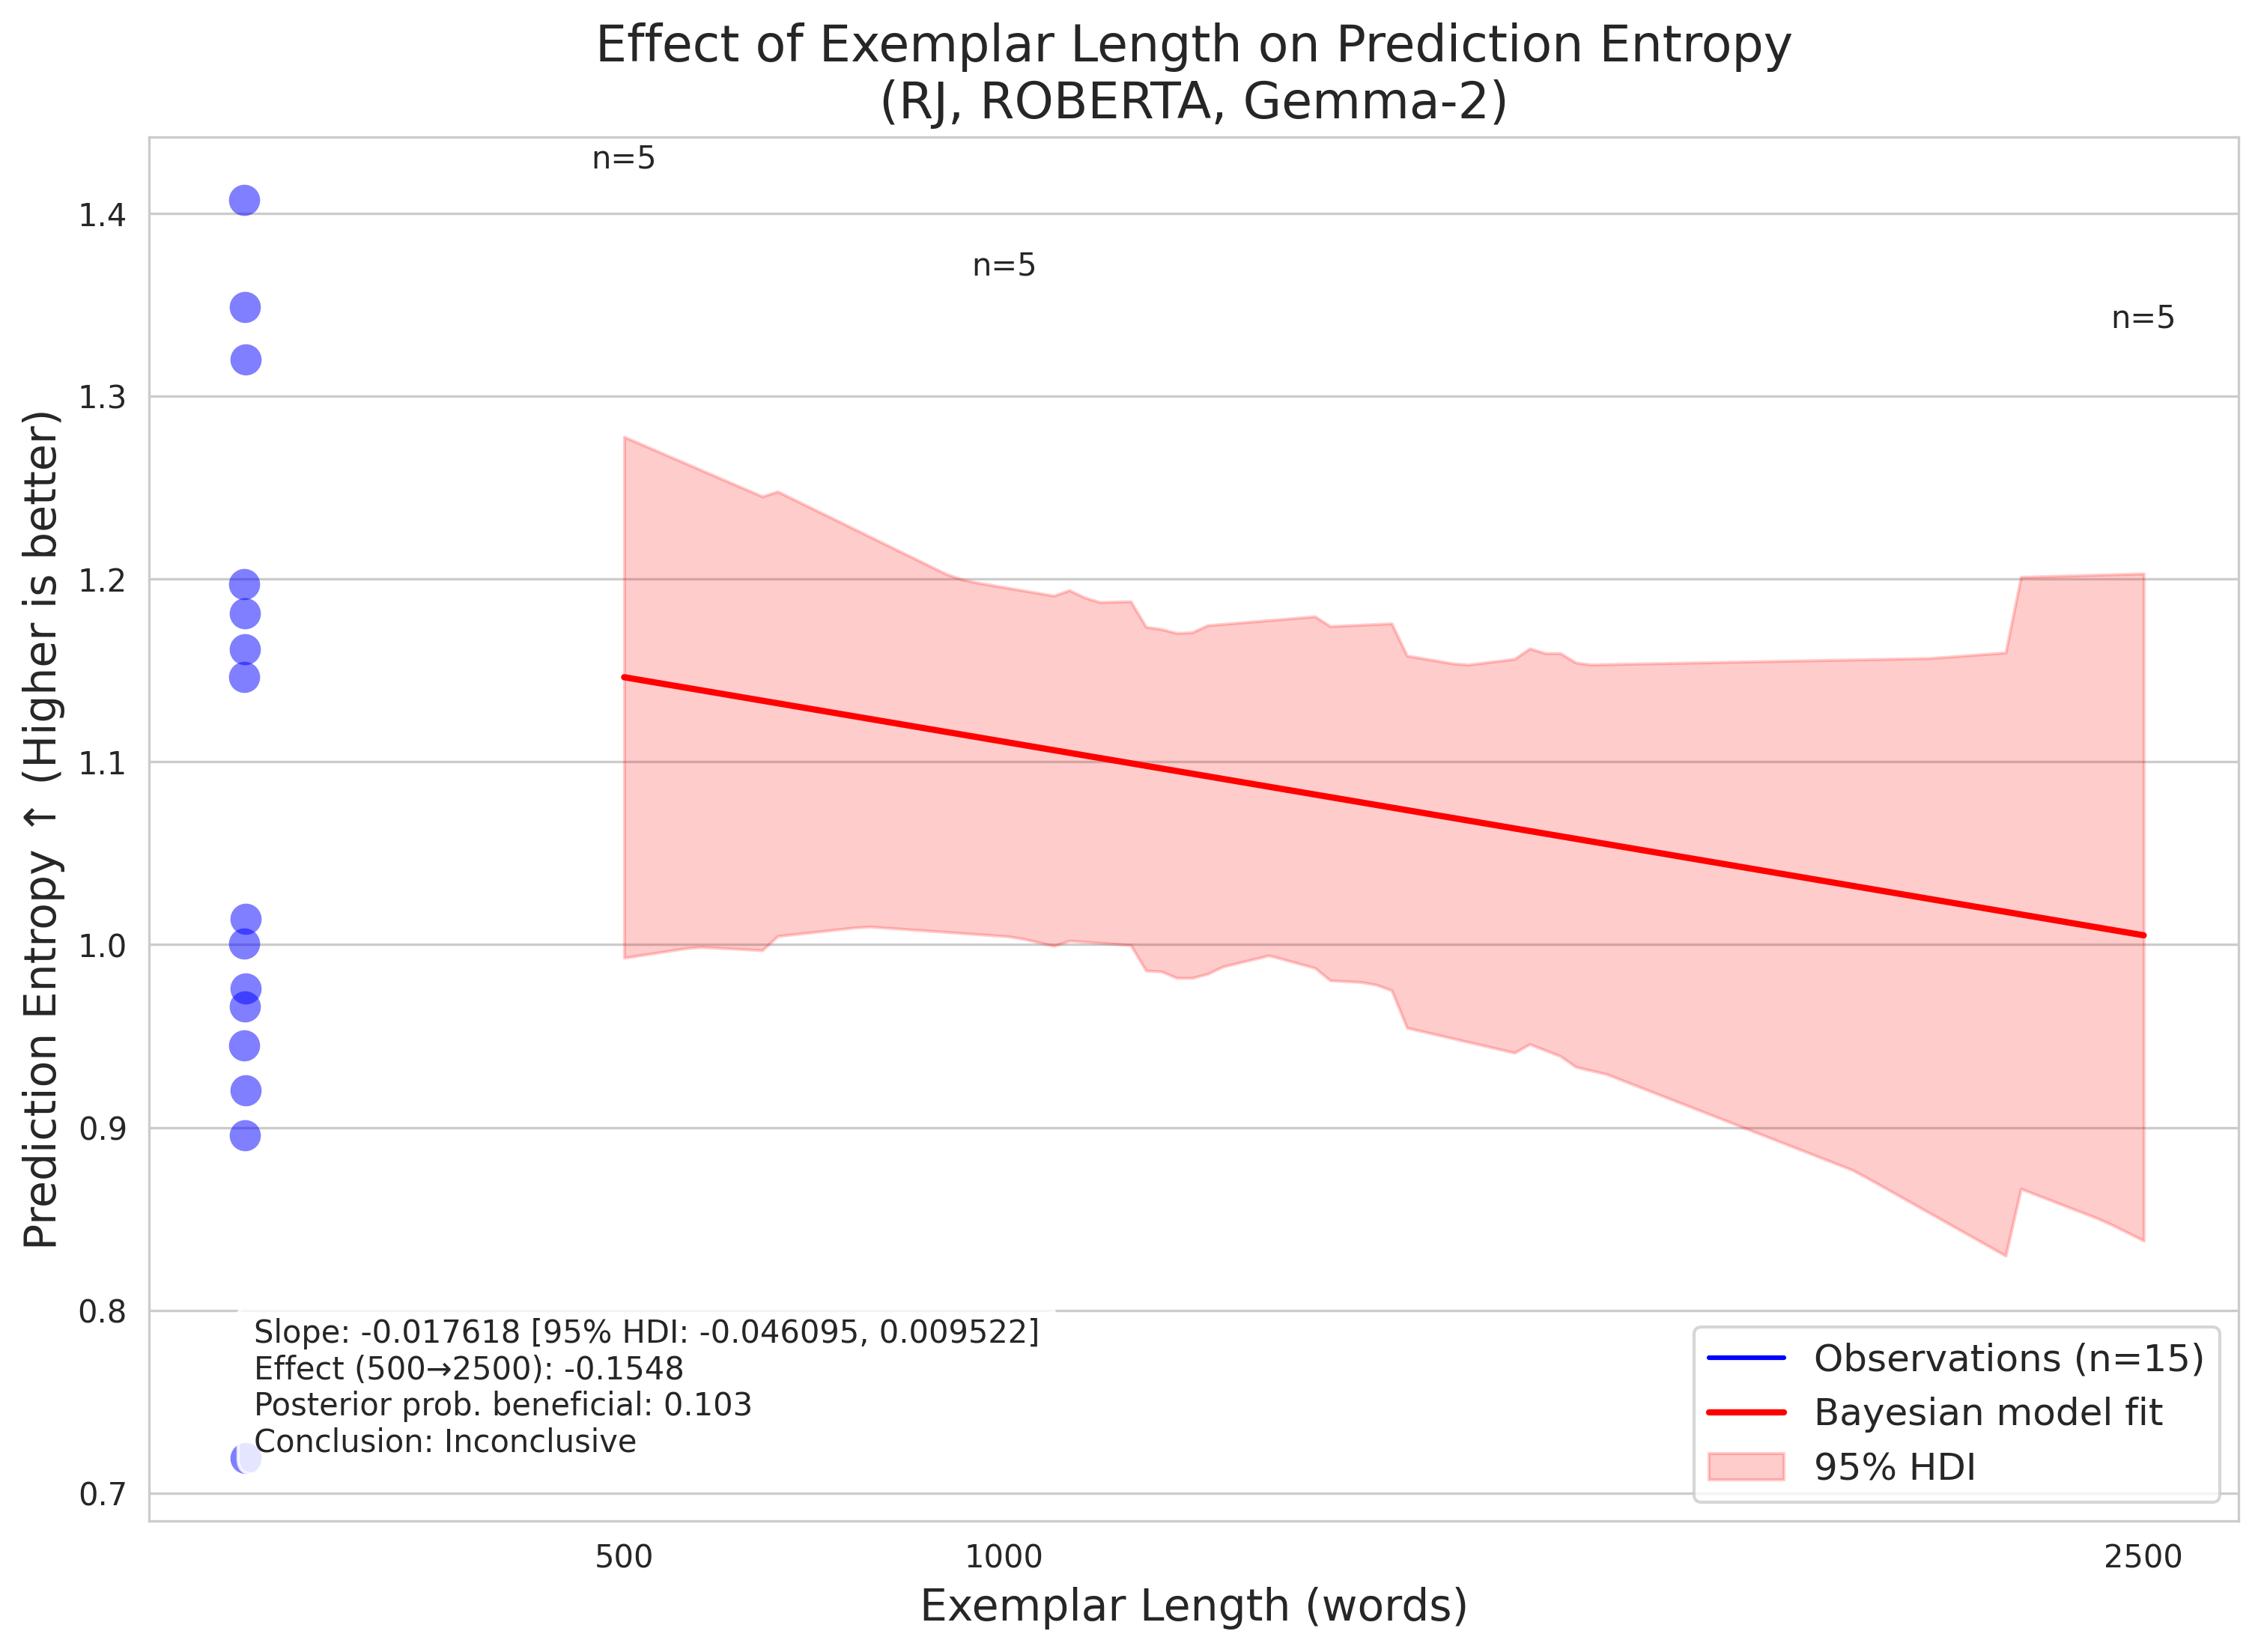 Effect of Exemplar Length on Prediction Entropy
(RJ, ROBERTA, Gemma-2)
n=5
n=5
n=5
Prediction Entropy ↑ (Higher is better)
1.4
1.3
1.2
1.1
1.0
0.9
0.8
0.7
Slope: -0.017618 [95% HDI: -0.046095, 0.009522]
Effect (500→2500): -0.1548
Posterior prob. beneficial: 0.103
Conclusion: Inconclusive
Observations (n=15)
Bayesian model fit
95% HDI
500
1000
2500
Exemplar Length (words)